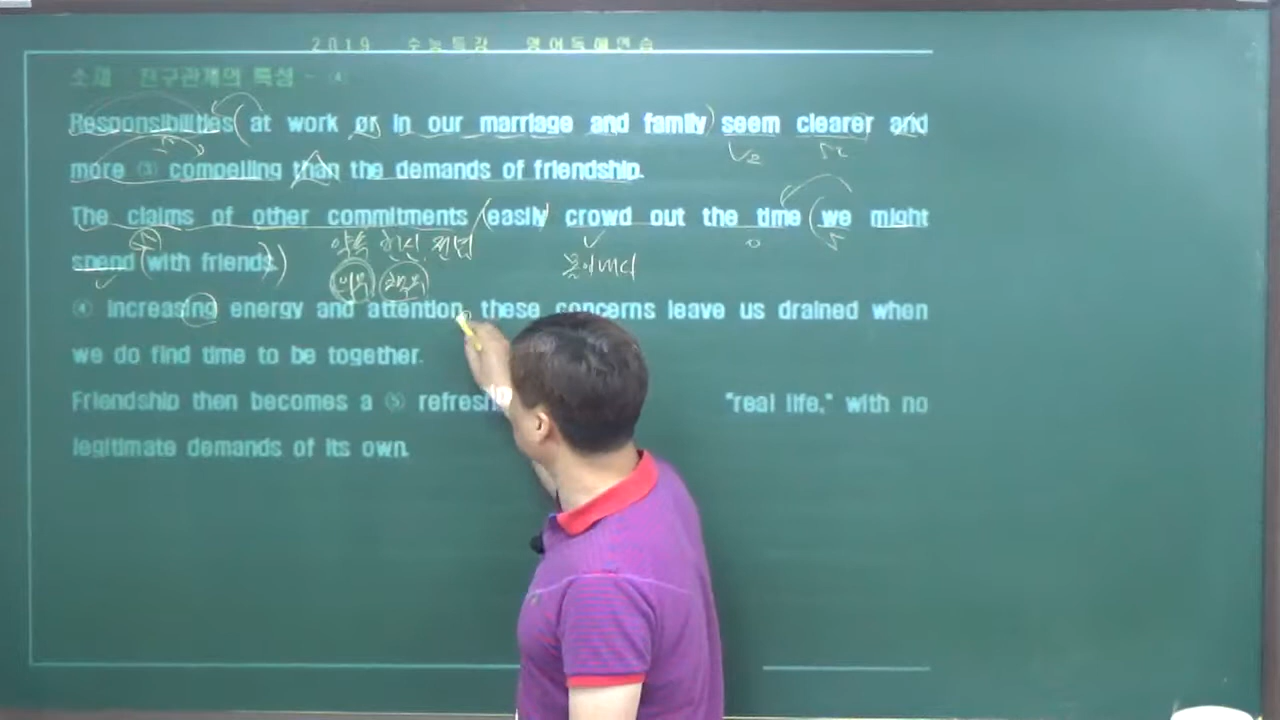 2019 수능특강 영어독해연습
소재 친구관계의 특성 - ④
Responsibilities at work or in our marriage and family seem clearer and
more ③ compelling than the demands of friendship.
The claims of other commitments easily crowd out the time we might
약속 헌신 전념
spend with friends.
의무 몰아내다
④ Increasing energy and attention, these concerns leave us drained when
we do find time to be together.
Friendship then becomes a ⑤ "real life," with no
legitimate demands of its own.